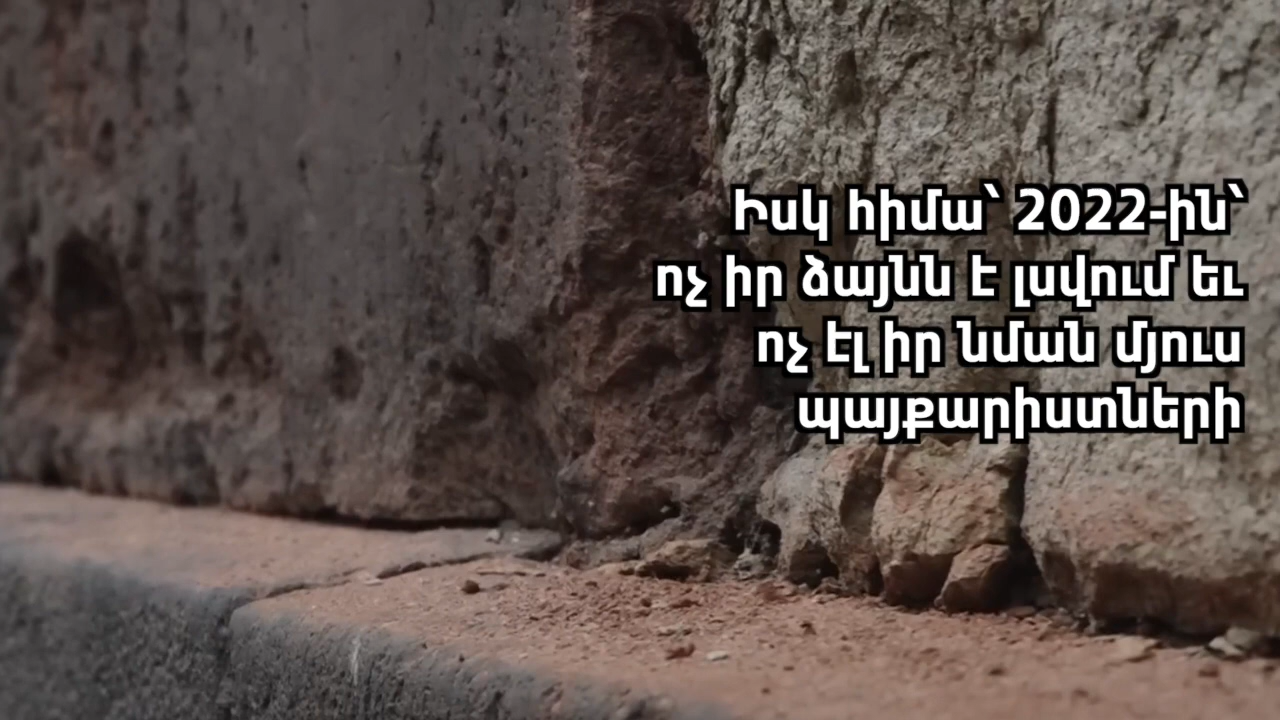 Իսկ հիմա՝ 2022-ին՝
ոչ իր ձայնն է լսվում եւ
ոչ էլ իր նման մյուս
պայքարիստների